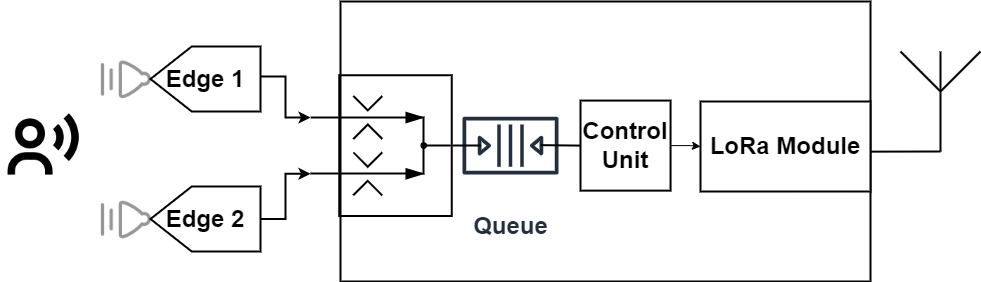 Edge 1
Control
Unit
LoRa Module
Edge 2
Queue